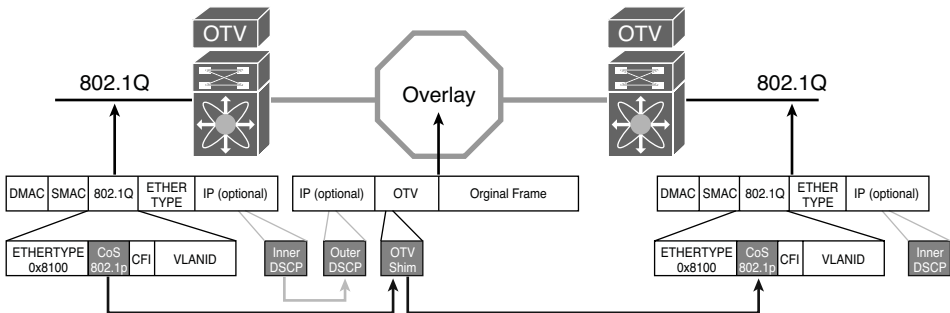 OTV
OTV
802.1Q
Overlay
802.1Q
DMAC
SMAC
802.1Q
ETHER
TYPE
IP (optional)
IP (optional)
OTV
Orginal Frame
DMAC
SMAC
802.1Q
ETHER
TYPE
IP (optional)
ETHERTYPE
0x8100
CoS
802.1p
CFI
VLANID
Inner
DSCP
Outer
DSCP
OTV
Shim
ETHERTYPE
0x8100
CoS
802.1p
CFI
VLANID
Inner
DSCP